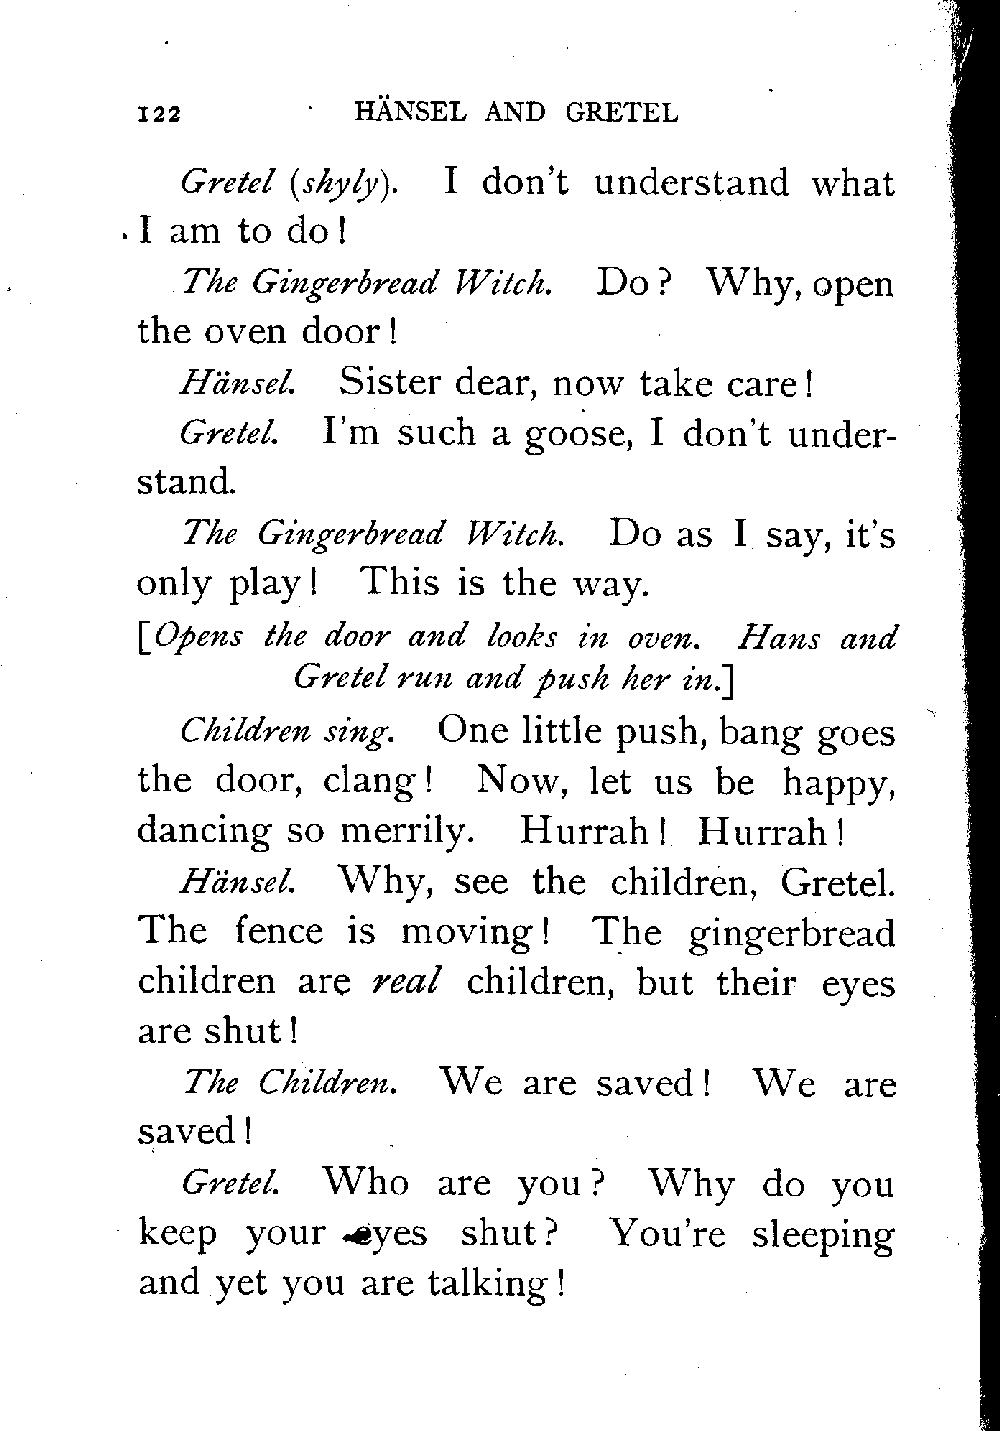 122 HÄNSEL AND GRETEL
Gretel (shyly). I don't understand what
I am to do!
The Gingerbread Witch. Do? Why, open
the oven door!
Hänsel. Sister dear, now take care!
Gretel. I'm such a goose, I don't under-
stand.
The Gingerbread Witch. Do as I say, it's
only play! This is the way.
[Opens the door and looks in oven. Hans and
Gretel run and push her in.]
Children sing. One little push, bang goes
the door, clang! Now, let us be happy,
dancing so merrily. Hurrah! Hurrah!
Hänsel. Why, see the children, Gretel.
The fence is moving! The gingerbread
children are real children, but their eyes
are shut!
The Children. We are saved! We are
saved!
Gretel. Who are you? Why do you
keep your eyes shut? You're sleeping
and yet you are talking!